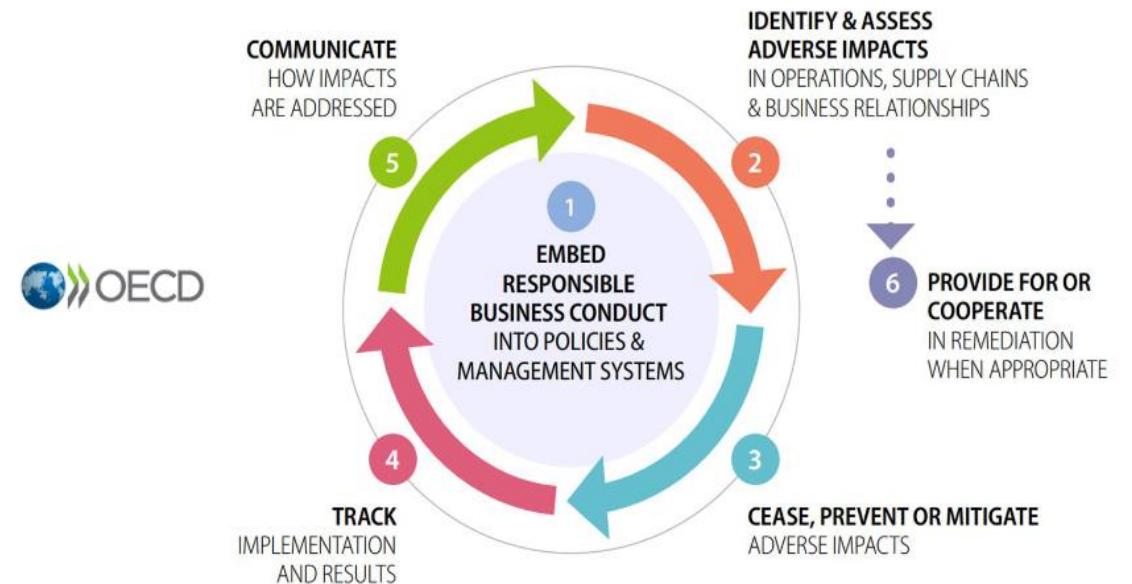 OECD
1
EMBED
RESPONSIBLE
BUSINESS CONDUCT
INTO POLICIES &
MANAGEMENT SYSTEMS
2
IDENTIFY & ASSESS
ADVERSE IMPACTS
IN OPERATIONS, SUPPLY CHAINS
& BUSINESS RELATIONSHIPS
3
CEASE, PREVENT OR MITIGATE
ADVERSE IMPACTS
4
TRACK
IMPLEMENTATION
AND RESULTS
5
COMMUNICATE
HOW IMPACTS
ARE ADDRESSED
6
PROVIDE FOR OR
COOPERATE
IN REMEDIATION
WHEN APPROPRIATE